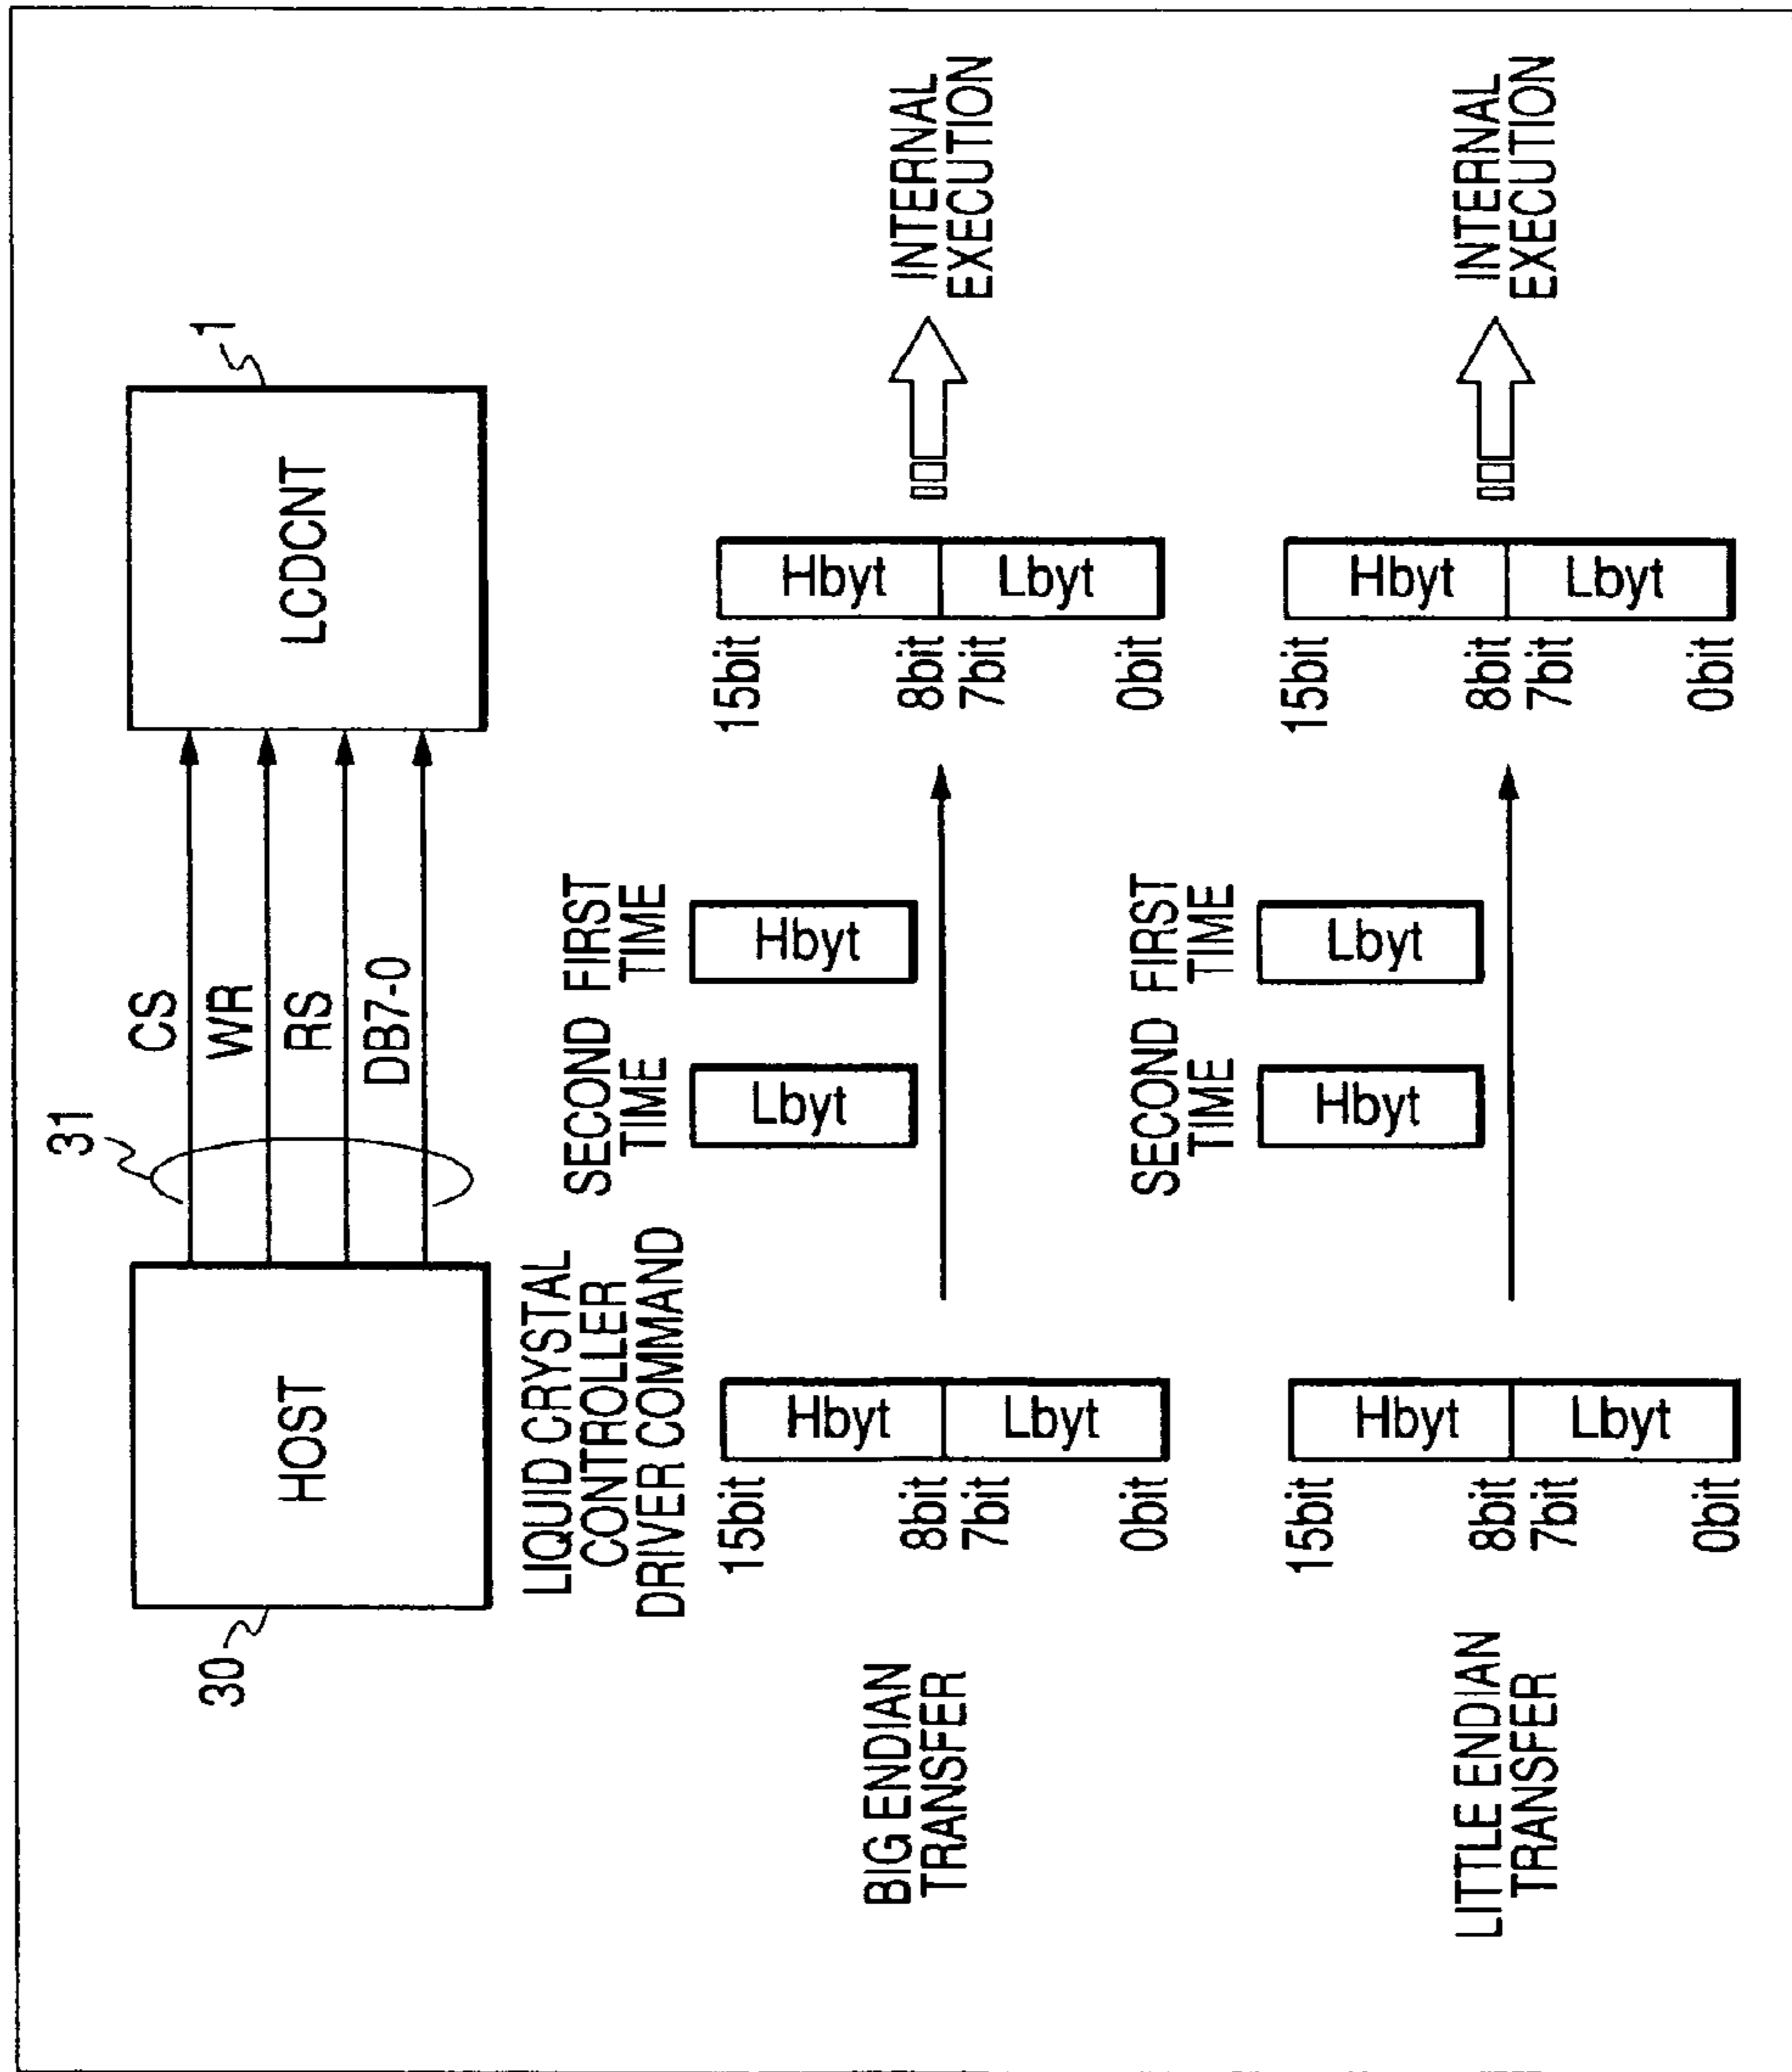 30
HOST
31
CS
WR
RS
DB7-0
1
LCDCNT
LIQUID CRYSTAL
CONTROLLER
DRIVER COMMAND
BIG ENDIAN
TRANSFER
15bit
8bit
7bit
0bit
Hbyt
Lbyt
SECOND
TIME
FIRST
TIME
Lbyt
Hbyt
15bit
8bit
7bit
0bit
Hbyt
Lbyt
INTERNAL
EXECUTION
LITTLE ENDIAN
TRANSFER
15bit
8bit
7bit
0bit
Hbyt
Lbyt
SECOND
TIME
FIRST
TIME
Hbyt
Lbyt
15bit
8bit
7bit
0bit
Hbyt
Lbyt
INTERNAL
EXECUTION